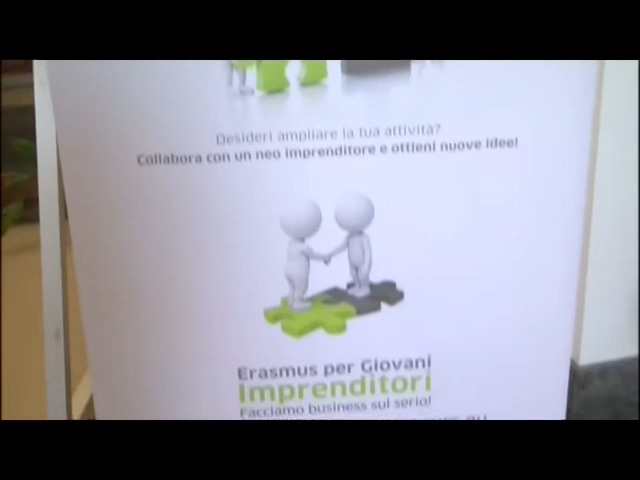 Desideri ampliare la tua attività?
Collabora con un neo imprenditore e ottieni nuove idee!
Erasmus per Giovani
imprenditori
Facciamo business sul serio!